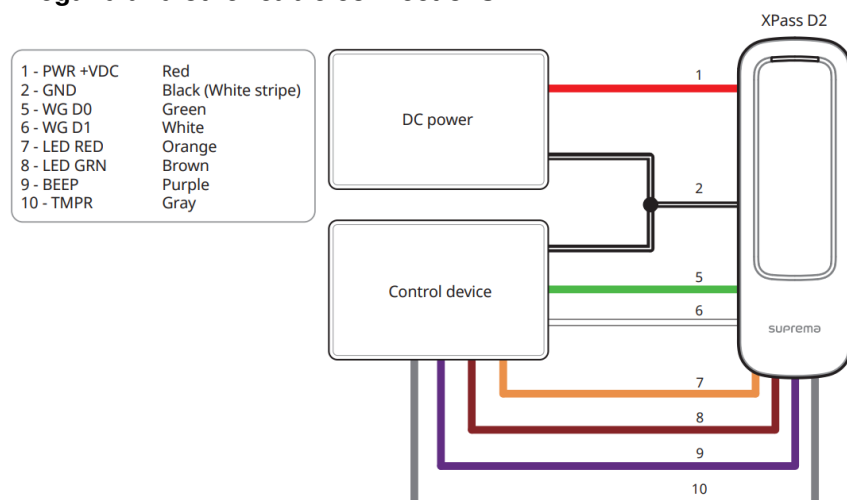 XPass D2
1 - PWR +VDC Red
2 - GND Black (White stripe)
5 - WG D0 Green
6 - WG D1 White
7 - LED RED Orange
8 - LED GRN Brown
9 - BEEP Purple
10 - TMPR Gray
DC power
Control device
1
2
5
6
suprema
7
8
9
10